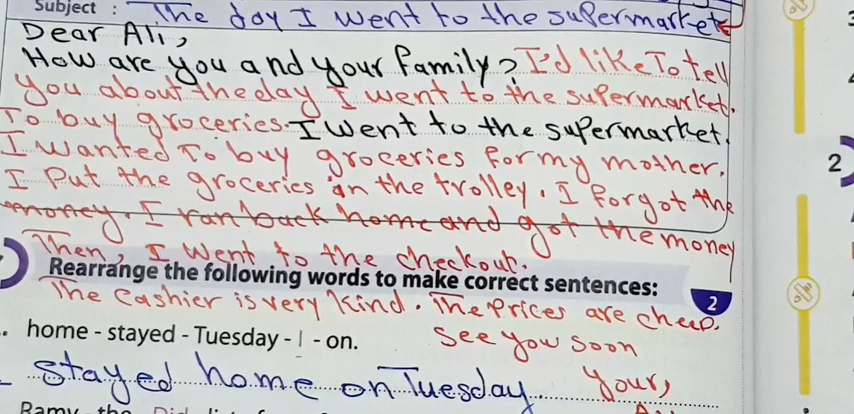 Subject : The day I went to the supermarket
Dear Ali,
How are you and your family? I'd like To tell
you about the day I went to the supermarket.
To buy groceries. I went to the supermarket.
I wanted To buy groceries for my mother.
I Put the groceries in the trolley. I forgot the
money. I ran back home and got the money
Then, I went to the checkout.
Rearrange the following words to make correct sentences:
2
2
The Cashier is very kind. The Prices are cheap.
See you soon
home - stayed - Tuesday - I - on.
stayed home on Tuesday
Your,
Ramy